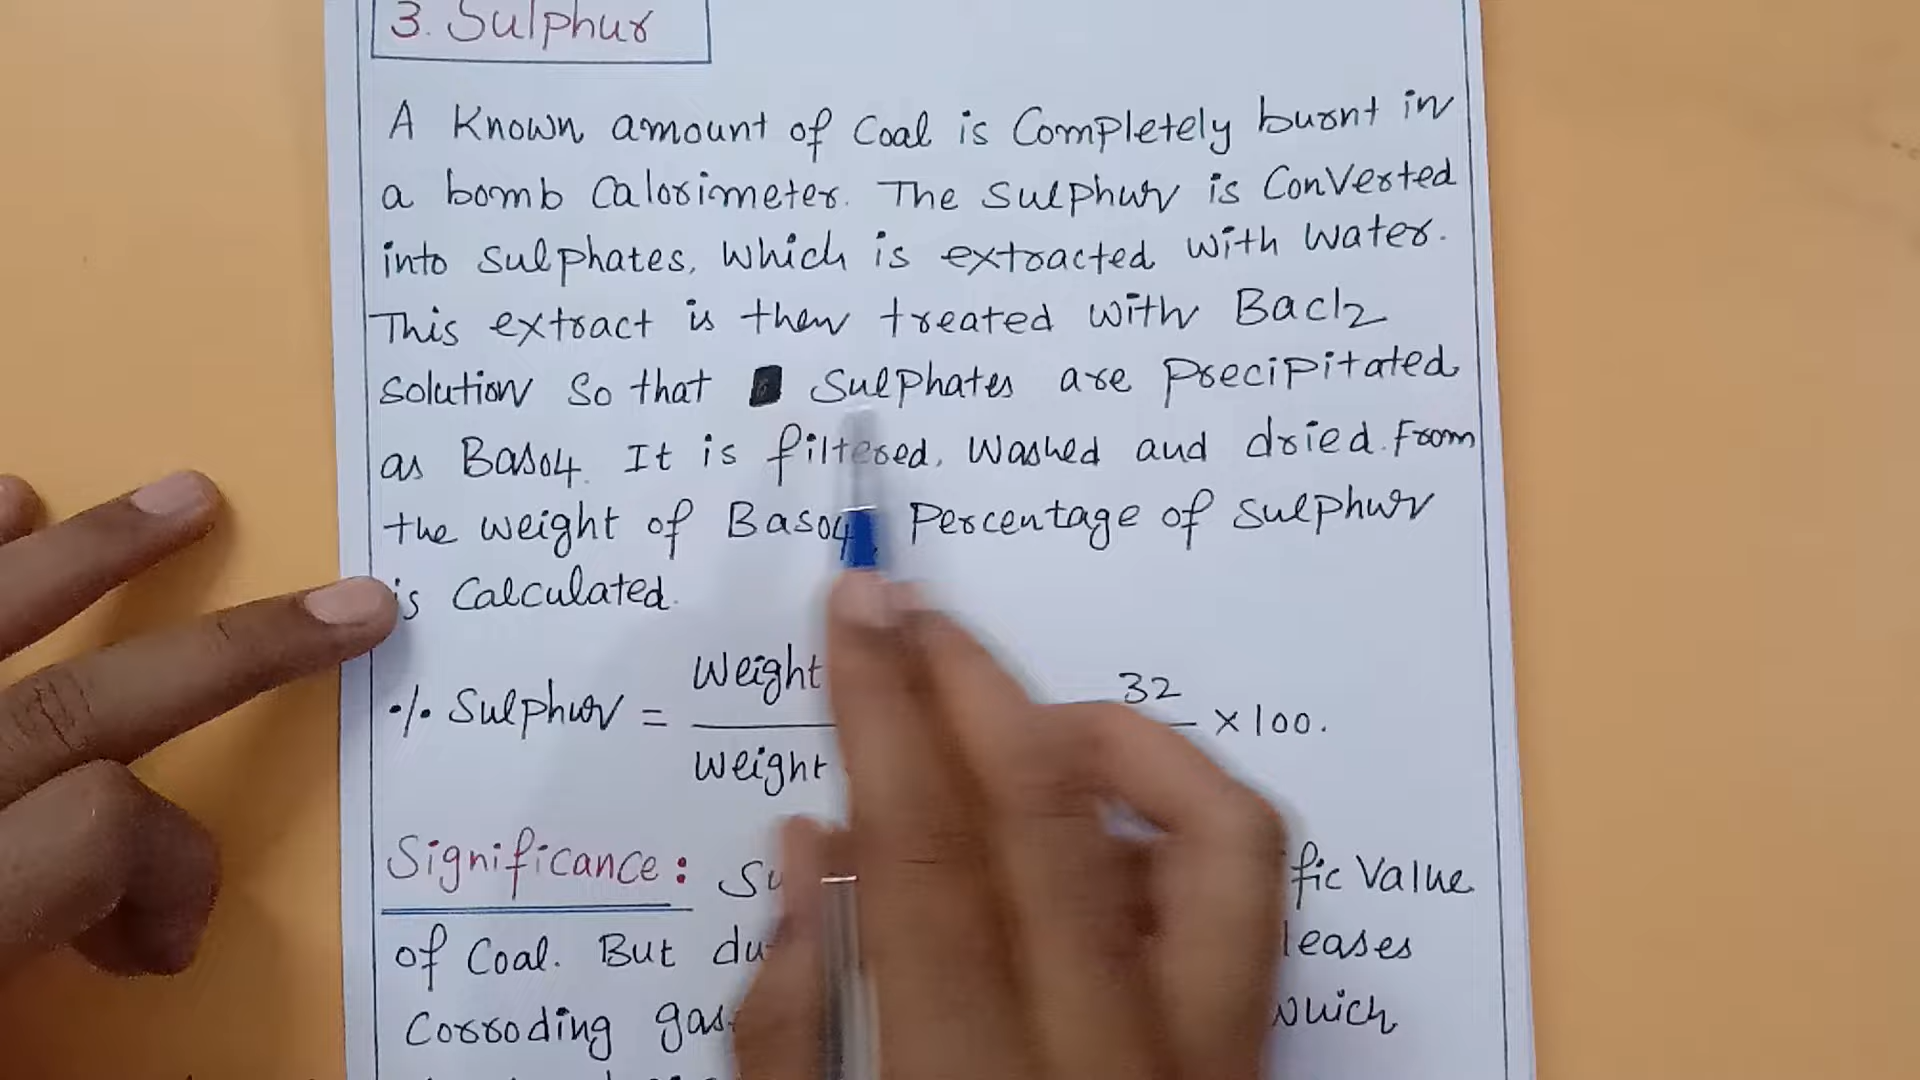 3. Sulphur
A Known amount of Coal is Completely burnt in
a bomb Calorimeter. The Sulphur is Converted
into Sulphates, Which is extracted with water.
This extract is then treated with Bacl2
solution So that Sulphates are Precipitated
as BaSO4. It is filtered, Washed and dried. From
the weight of BaSO4, Percentage of Sulphur
is Calculated.
Weight 32
% Sulphur = × 100.
Weight
Significance: Value
of Coal. But
Corroding which